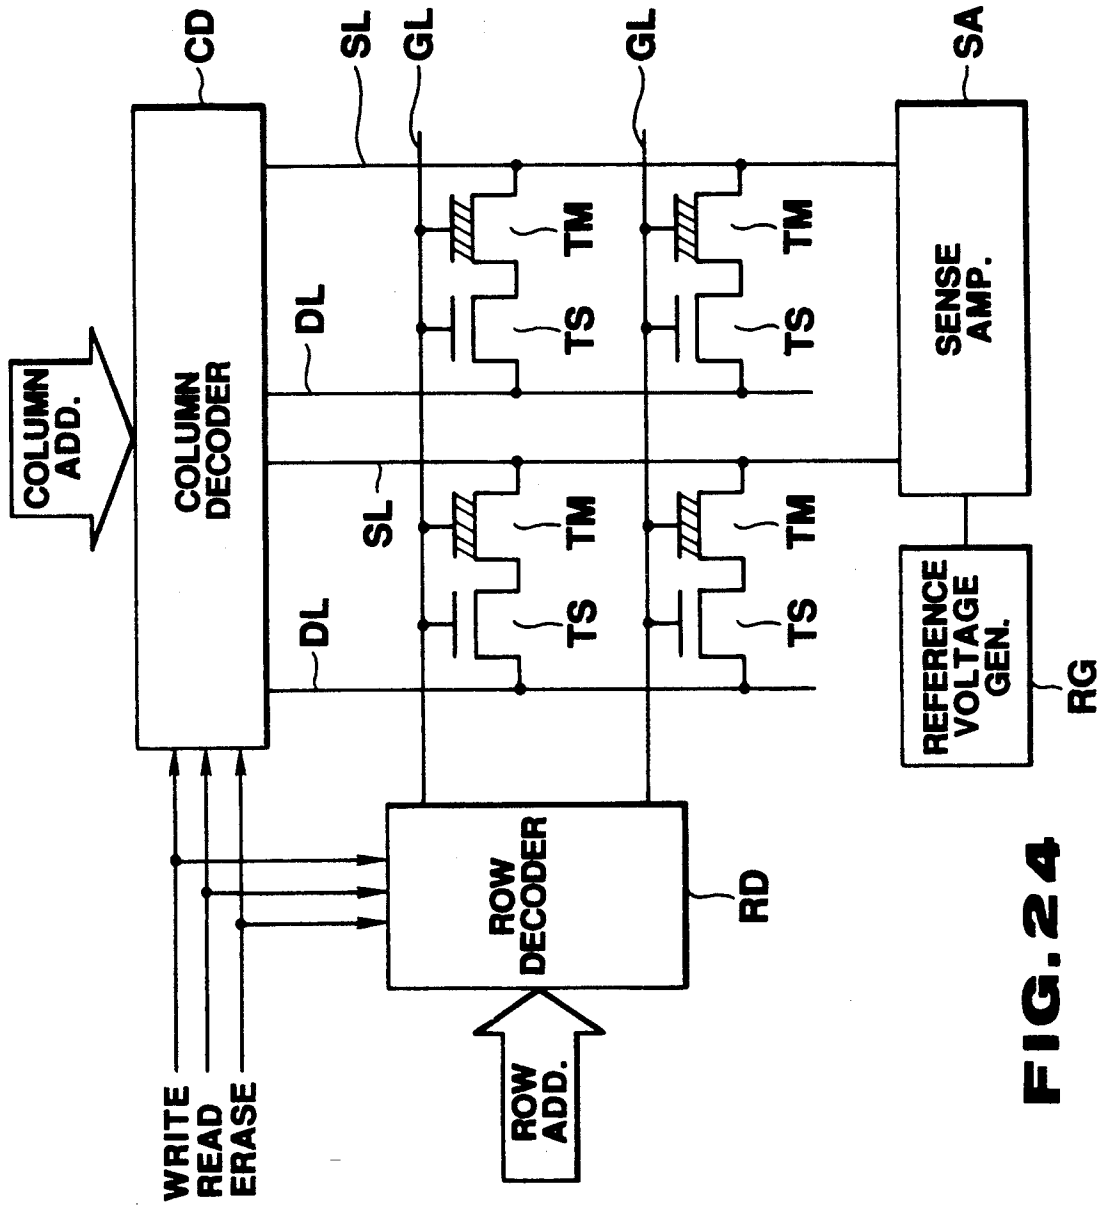 WRITE
READ
ERASE
COLUMN
ADD.
COLUMN
DECODER
CD
DL
SL
DL
SL
GL
GL
TS
TM
TS
TM
TS
TM
TS
TM
ROW
ADD.
ROW
DECODER
RD
REFERENCE
VOLTAGE
GEN.
RG
SENSE
AMP.
SA
FIG.24